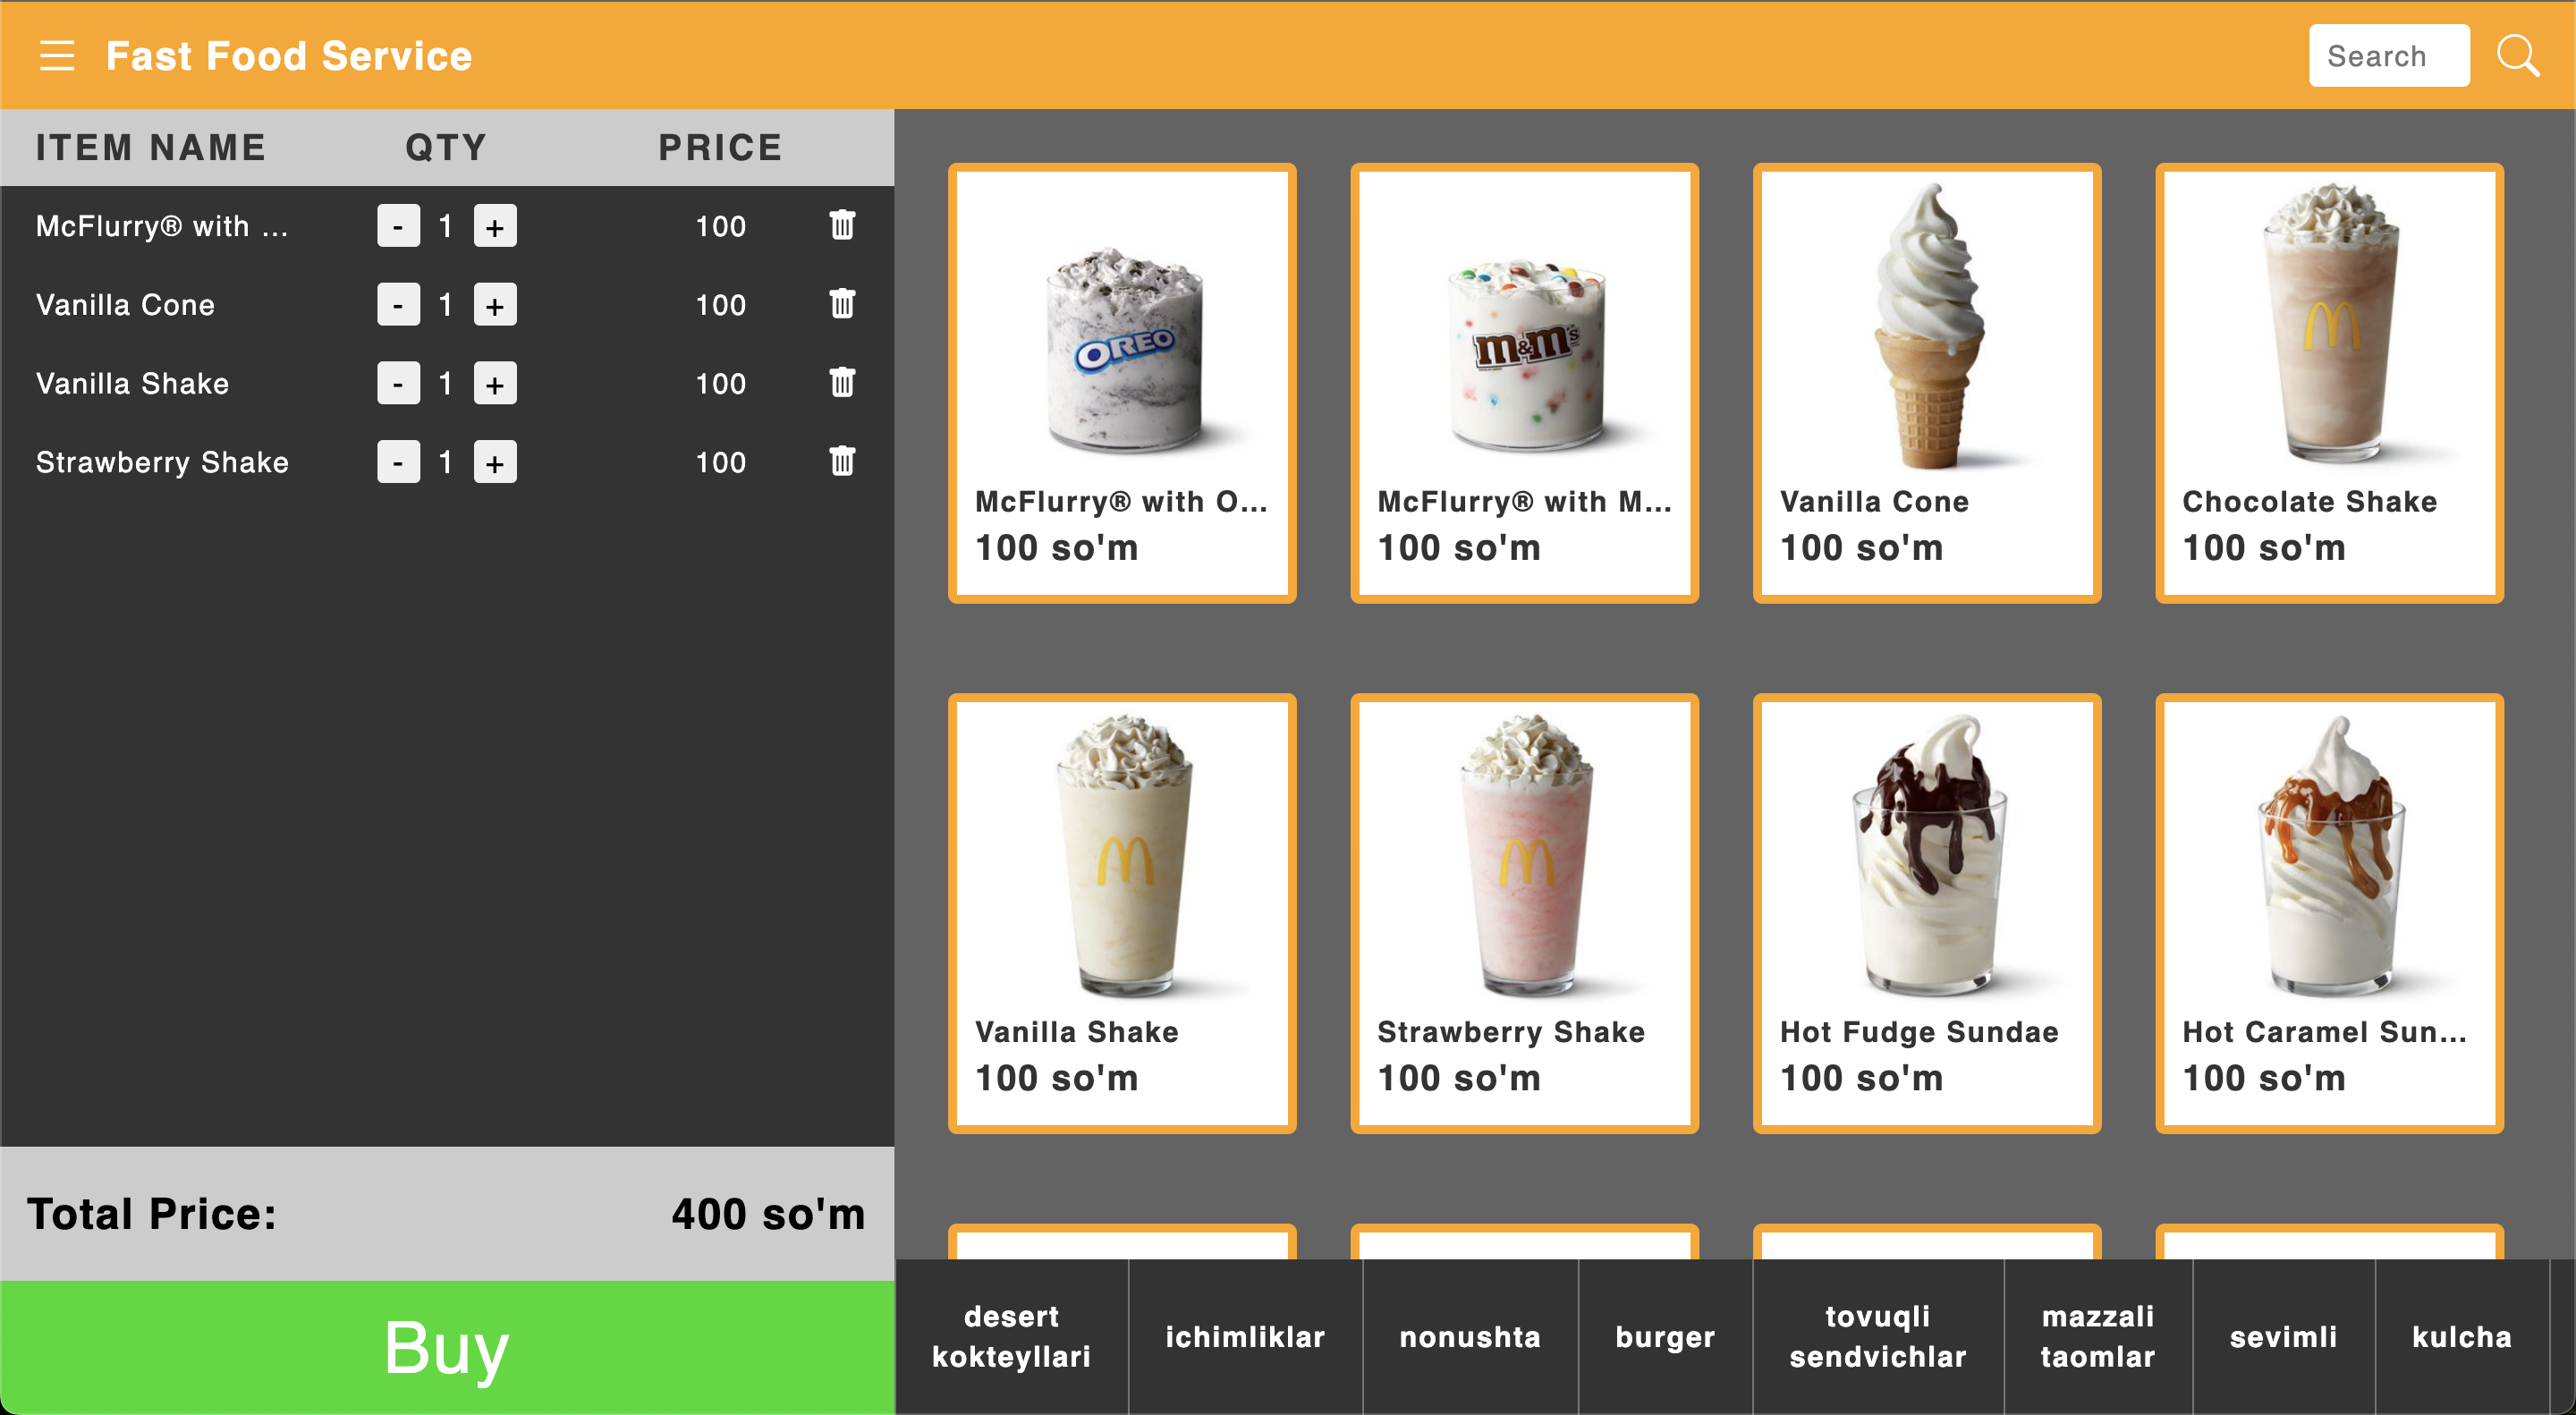 Fast Food Service
Search
ITEM NAME QTY PRICE
McFlurry® with ... - 1 + 100
Vanilla Cone - 1 + 100
Vanilla Shake - 1 + 100
Strawberry Shake - 1 + 100
Total Price: 400 so'm
Buy
OREO
McFlurry® with O...
100 so'm
m&m's
McFlurry® with M...
100 so'm
Vanilla Cone
100 so'm
Chocolate Shake
100 so'm
Vanilla Shake
100 so'm
Strawberry Shake
100 so'm
Hot Fudge Sundae
100 so'm
Hot Caramel Sun...
100 so'm
desert
kokteyllari
ichimliklar
nonushta
burger
tovuqli
sendvichlar
mazzali
taomlar
sevimli
kulcha